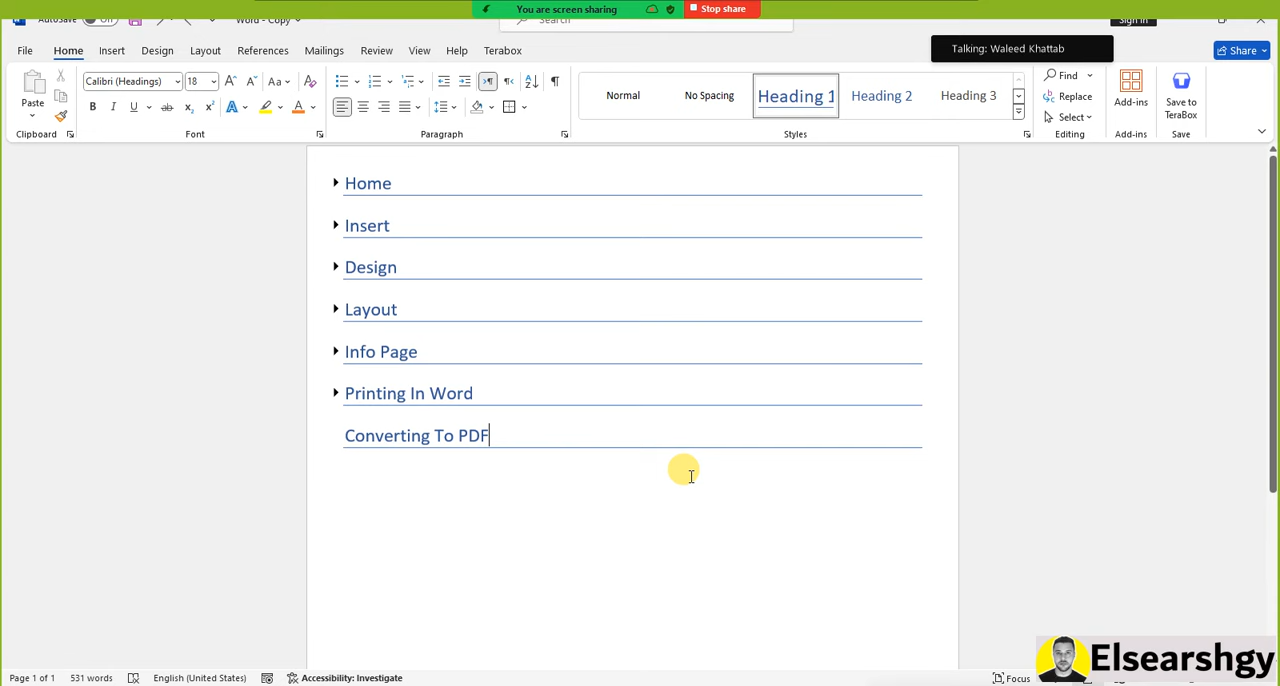 You are screen sharing
Stop share
AutoSave
Off
Word - Copy
Search
Sign in
Talking: Waleed Khattab
File Home Insert Design Layout References Mailings Review View Help Terabox
Share
Paste
Calibri (Headings) 18
Normal
No Spacing
Heading 1
Heading 2
Heading 3
Find
Replace
Select
Add-ins
Save to
TeraBox
Clipboard Font Paragraph Styles Editing Add-ins Save
Home
Insert
Design
Layout
Info Page
Printing In Word
Converting To PDF
Elsearshgy
Page 1 of 1 531 words English (United States) Accessibility: Investigate Focus